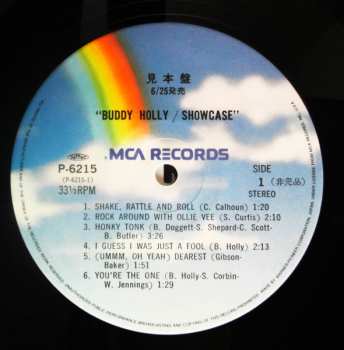 見本盤
6/25発売
"BUDDY HOLLY / SHOWCASE"
MCA RECORDS
P-6215
(P-6215-1)
33⅓RPM
SIDE
1 (非売品)
STEREO
1. SHAKE, RATTLE AND ROLL (C. Calhoun) 1:20
2. ROCK AROUND WITH OLLIE VEE (S. Curtis) 2:10
3. HONKY TONK (B. Doggett-S. Shepard-C. Scott-
B. Butler) 3:26
4. I GUESS I WAS JUST A FOOL (B. Holly) 2:13
5. (UMMM, OH YEAH) DEAREST (Gibson-
Baker) 1:51
6. YOU'RE THE ONE (B. Holly-S. Corbin-
W. Jennings) 1:29